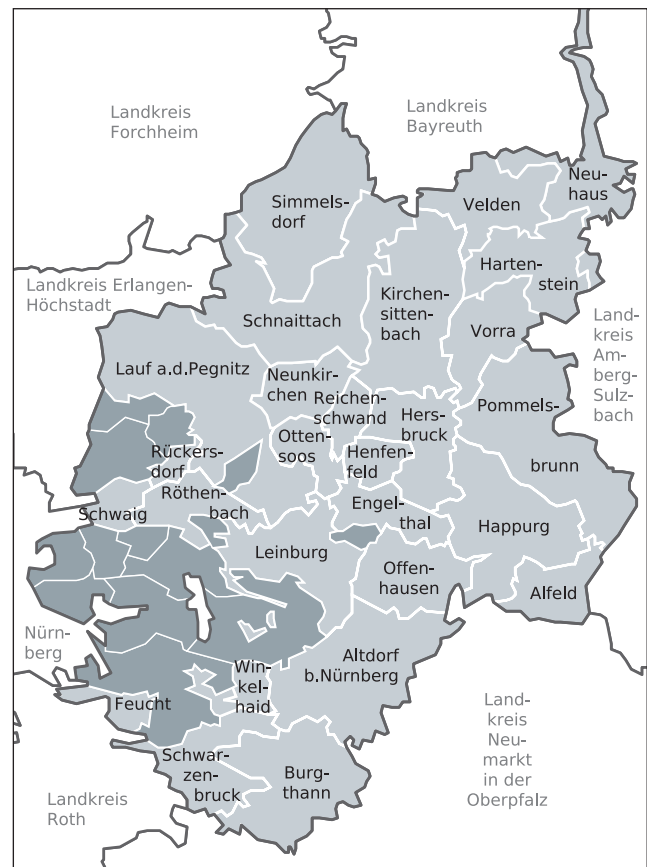 Landkreis
Forchheim
Landkreis
Bayreuth
Neu-
haus
Simmels-
dorf
Velden
Harten-
stein
Landkreis Erlangen-
Höchstadt
Kirchen-
sittenbach
Schnaittach
Vorra
Land-
kreis
Am-
berg-
Sulz-
bach
Lauf a.d.Pegnitz
Neunkir-
chen
Reichen-
schwand
Hers-
bruck
Pommels-
brunn
Otten-
soos
Rückers-
dorf
Henfen-
feld
Röthen-
bach
Schwaig
Engel-
thal
Happurg
Leinburg
Offen-
hausen
Alfeld
Nürn-
berg
Altdorf
b.Nürnberg
Win-
kel-
haid
Feucht
Land-
kreis
Neu-
markt
in der
Oberpfalz
Schwar-
zen-
bruck
Burg-
thann
Landkreis
Roth